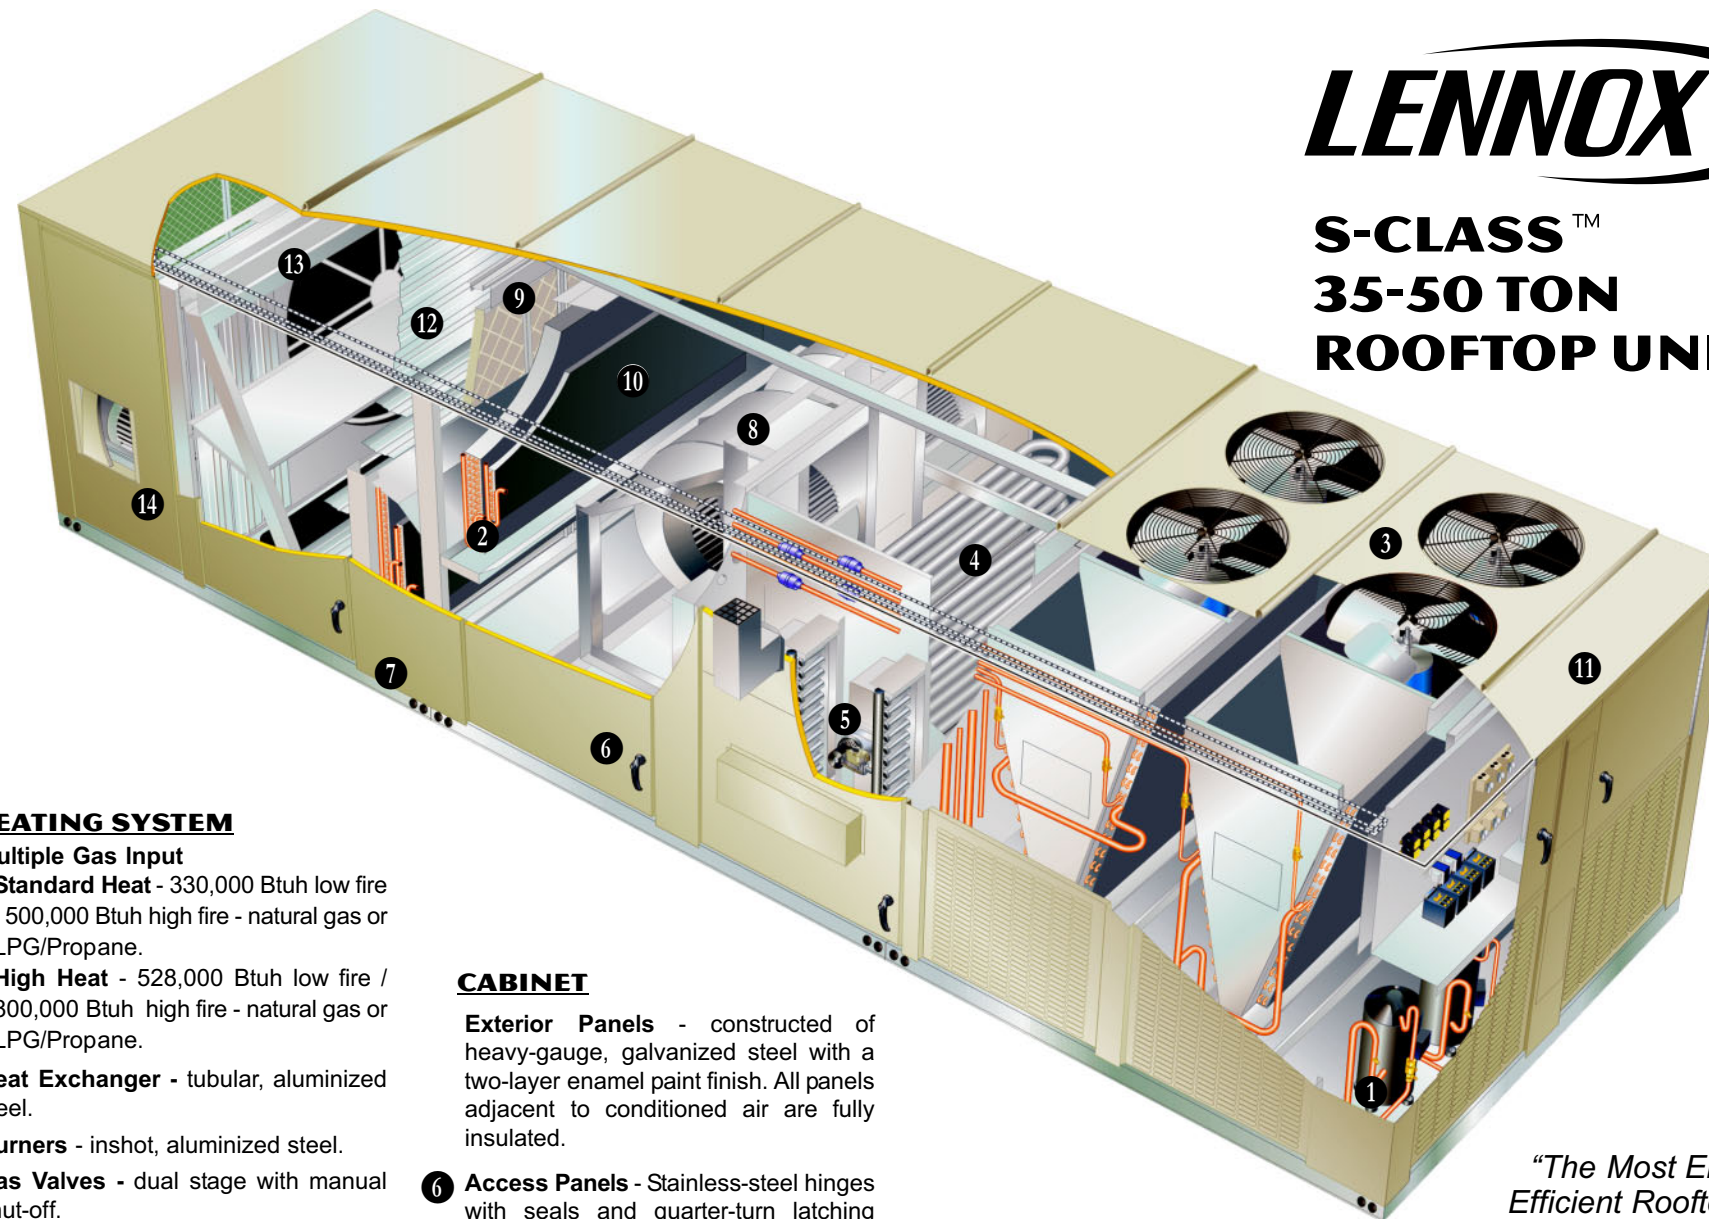 LENNOX
S-CLASS™
35-50 TON
ROOFTOP UNI
13
9
12
10
8
14
2
3
4
7
11
5
6
1
EATING SYSTEM
ultiple Gas Input
Standard Heat - 330,000 Btuh low fire
500,000 Btuh high fire - natural gas or
LPG/Propane.
High Heat - 528,000 Btuh low fire /
800,000 Btuh high fire - natural gas or
LPG/Propane.
eat Exchanger - tubular, aluminized
eel.
urners - inshot, aluminized steel.
as Valves - dual stage with manual
hut-off.
CABINET
Exterior Panels - constructed of
heavy-gauge, galvanized steel with a
two-layer enamel paint finish. All panels
adjacent to conditioned air are fully
insulated.
6 Access Panels - Stainless-steel hinges
with seals and quarter-turn latching
“The Most E
Efficient Roofto